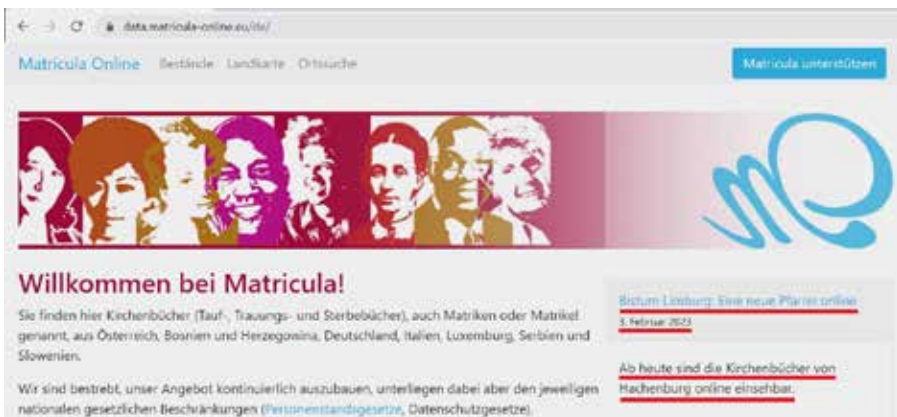 data.matricula-online.eu/de/
Matricula Online Bestände Landkarte Ortssuche
Matricula unterstützen
Willkommen bei Matricula!
Sie finden hier Kirchenbücher (Tauf-, Trauungs- und Sterbebücher), auch Matriken oder Matrikel
genannt, aus Österreich, Bosnien und Herzegowina, Deutschland, Italien, Luxemburg, Serbien und
Slowenien.
Wir sind bestrebt, unser Angebot kontinuierlich auszubauen, unterliegen dabei aber den jeweiligen
nationalen gesetzlichen Beschränkungen (Personenstandsgesetze, Datenschutzgesetze).
Bistum Limburg: Eine neue Pfarrei online
3. Februar 2023
Ab heute sind die Kirchenbücher von
Hachenburg online einsehbar.